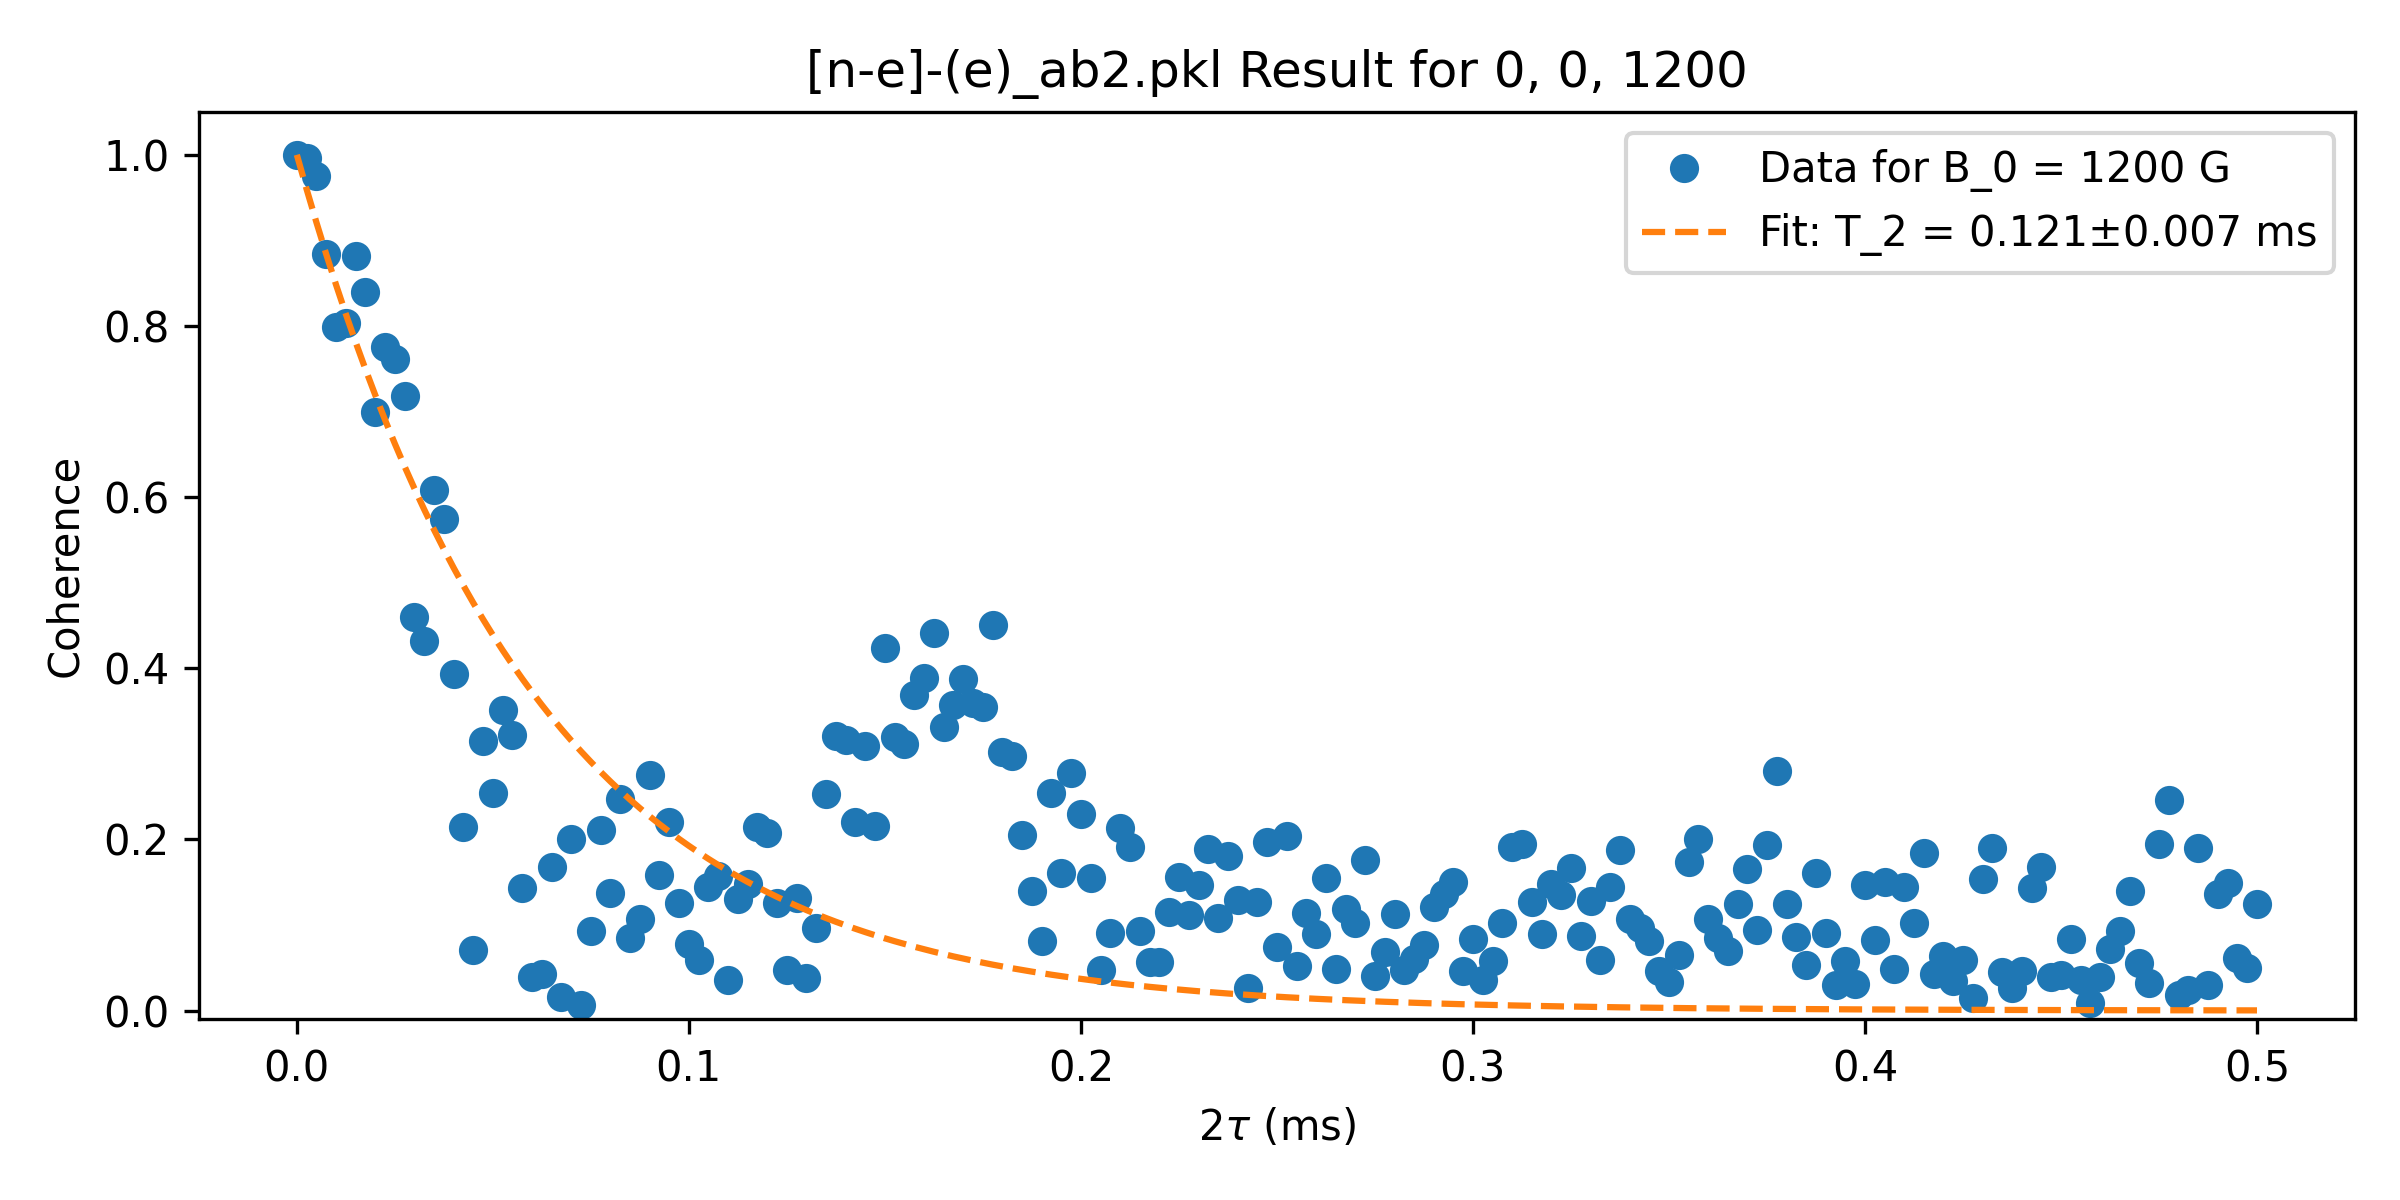 [n-e]-(e)_ab2.pkl Result for 0, 0, 1200
Data for B_0 = 1200 G
Fit: T_2 = 0.121±0.007 ms
Coherence
1.0
0.8
0.6
0.4
0.2
0.0
0.0 0.1 0.2 0.3 0.4 0.5
2τ (ms)